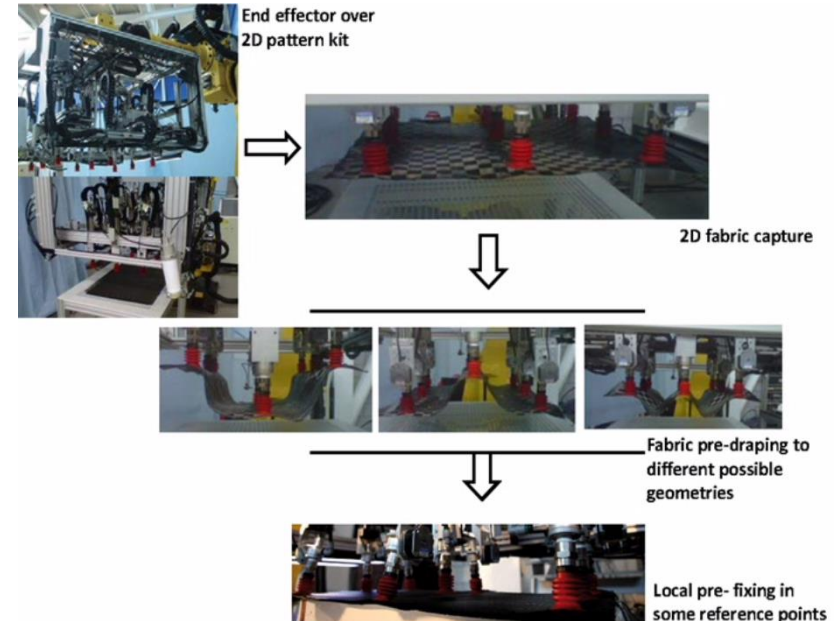 End effector over
2D pattern kit
2D fabric capture
Fabric pre-draping to
different possible
geometries
Local pre- fixing in
some reference points